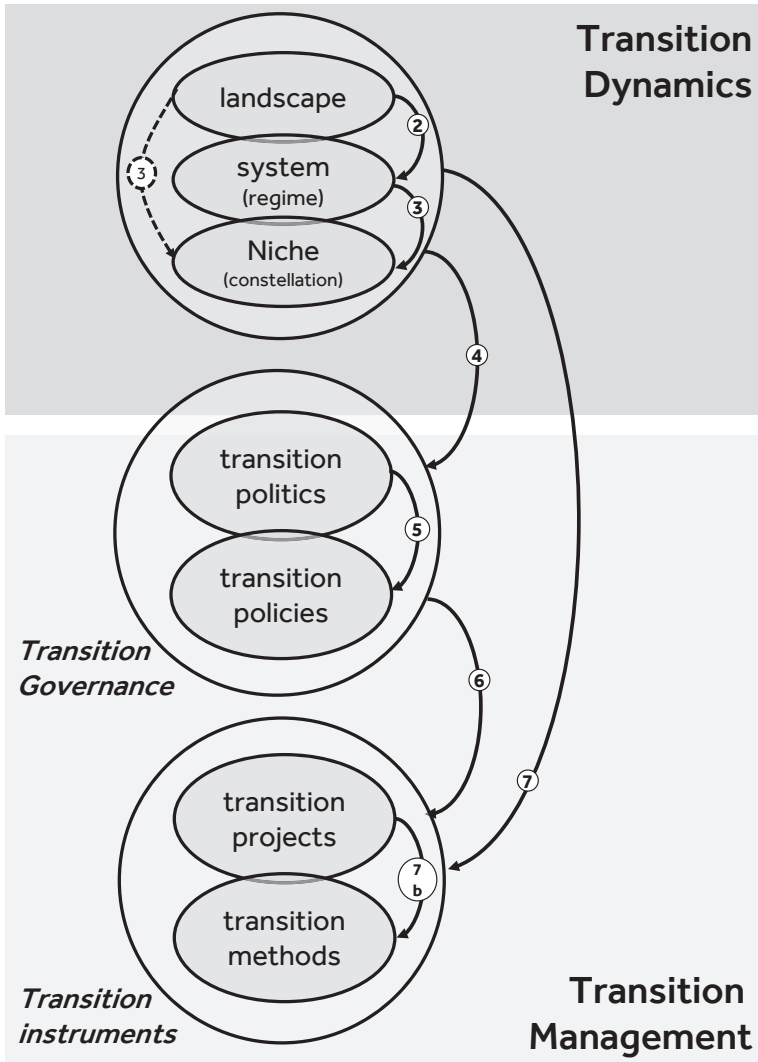 Transition
Dynamics
landscape
2
system
(regime)
3
3
Niche
(constellation)
4
transition
politics
5
transition
policies
Transition
Governance
6
transition
projects
7
7
b
transition
methods
Transition
instruments
Transition
Management